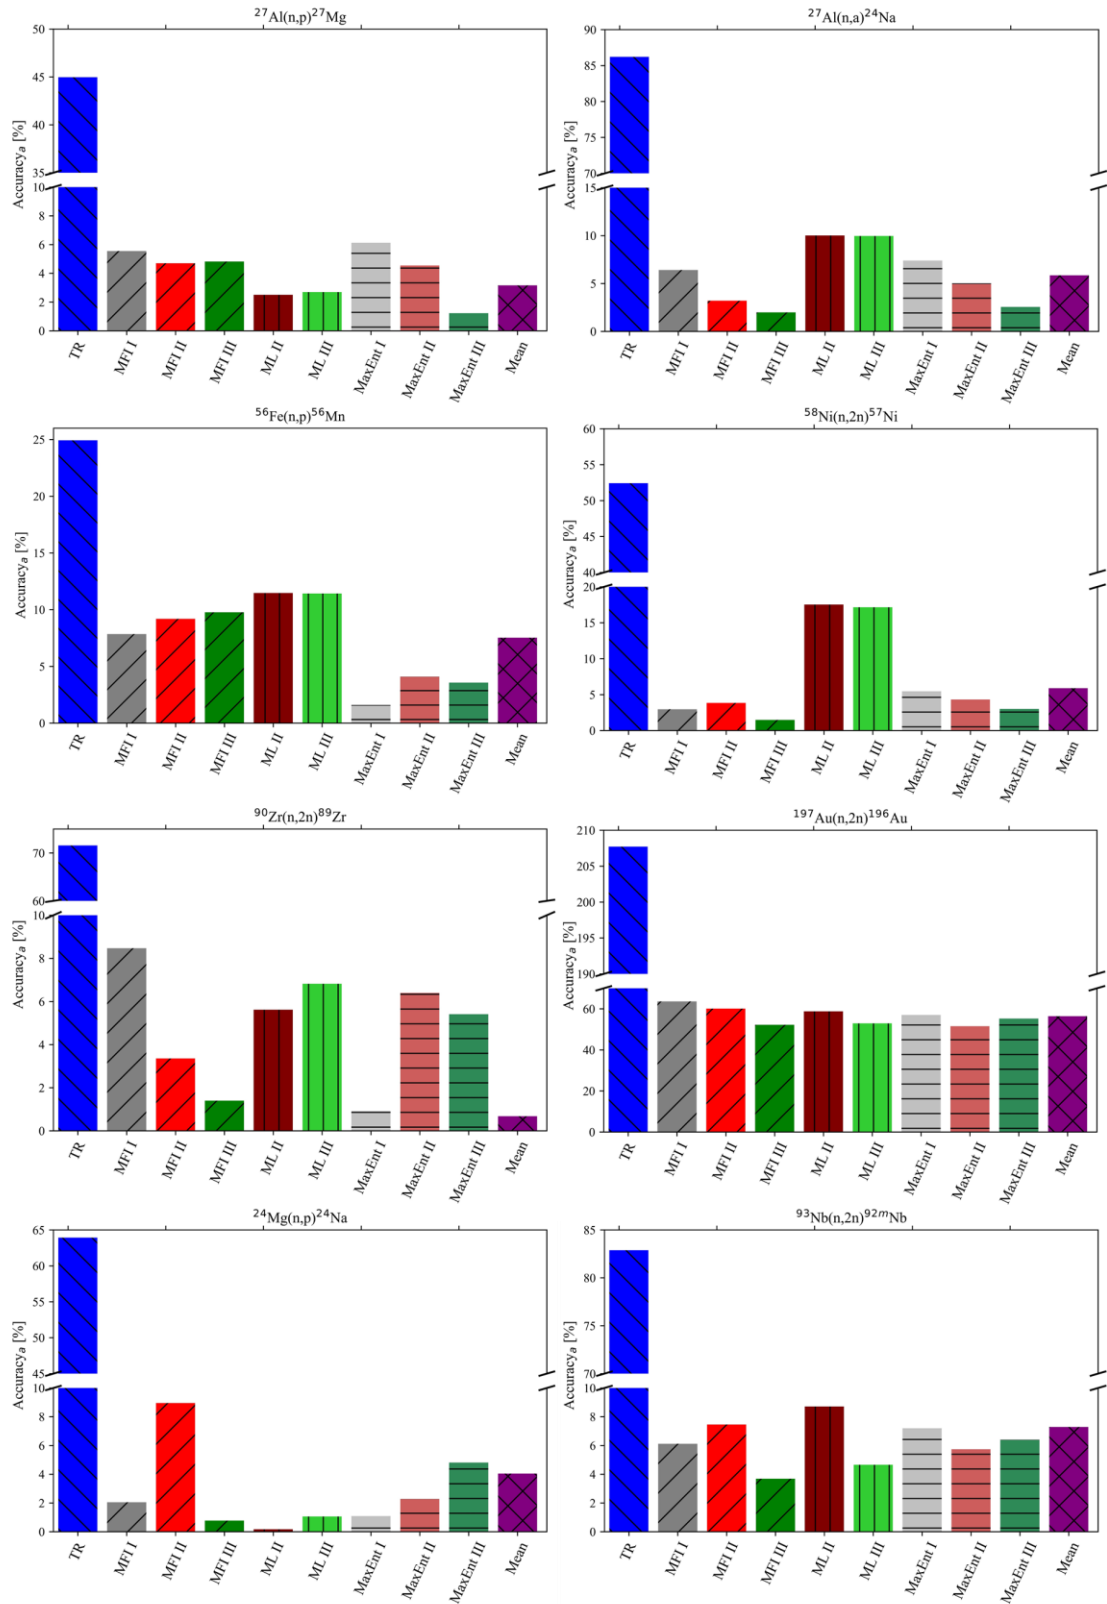 ²⁷Al(n,p)²⁷Mg
Accuracyₐ [%]
50
45
40
35
10
8
6
4
2
0
TR
MFI I
MFI II
MFI III
ML II
ML III
MaxEnt I
MaxEnt II
MaxEnt III
Mean
²⁷Al(n,a)²⁴Na
Accuracyₐ [%]
90
85
80
75
70
15
10
5
0
TR
MFI I
MFI II
MFI III
ML II
ML III
MaxEnt I
MaxEnt II
MaxEnt III
Mean
⁵⁶Fe(n,p)⁵⁶Mn
Accuracyₐ [%]
25
20
15
10
5
0
TR
MFI I
MFI II
MFI III
ML II
ML III
MaxEnt I
MaxEnt II
MaxEnt III
Mean
⁵⁸Ni(n,2n)⁵⁷Ni
Accuracyₐ [%]
60
55
50
45
40
20
15
10
5
0
TR
MFI I
MFI II
MFI III
ML II
ML III
MaxEnt I
MaxEnt II
MaxEnt III
Mean
⁹⁰Zr(n,2n)⁸⁹Zr
Accuracyₐ [%]
70
60
10
8
6
4
2
0
TR
MFI I
MFI II
MFI III
ML II
ML III
MaxEnt I
MaxEnt II
MaxEnt III
Mean
¹⁹⁷Au(n,2n)¹⁹⁶Au
Accuracyₐ [%]
210
205
200
195
190
60
40
20
0
TR
MFI I
MFI II
MFI III
ML II
ML III
MaxEnt I
MaxEnt II
MaxEnt III
Mean
²⁴Mg(n,p)²⁴Na
Accuracyₐ [%]
65
60
55
50
45
10
8
6
4
2
0
TR
MFI I
MFI II
MFI III
ML II
ML III
MaxEnt I
MaxEnt II
MaxEnt III
Mean
⁹³Nb(n,2n)⁹²ᵐNb
Accuracyₐ [%]
85
80
75
70
10
8
6
4
2
0
TR
MFI I
MFI II
MFI III
ML II
ML III
MaxEnt I
MaxEnt II
MaxEnt III
Mean